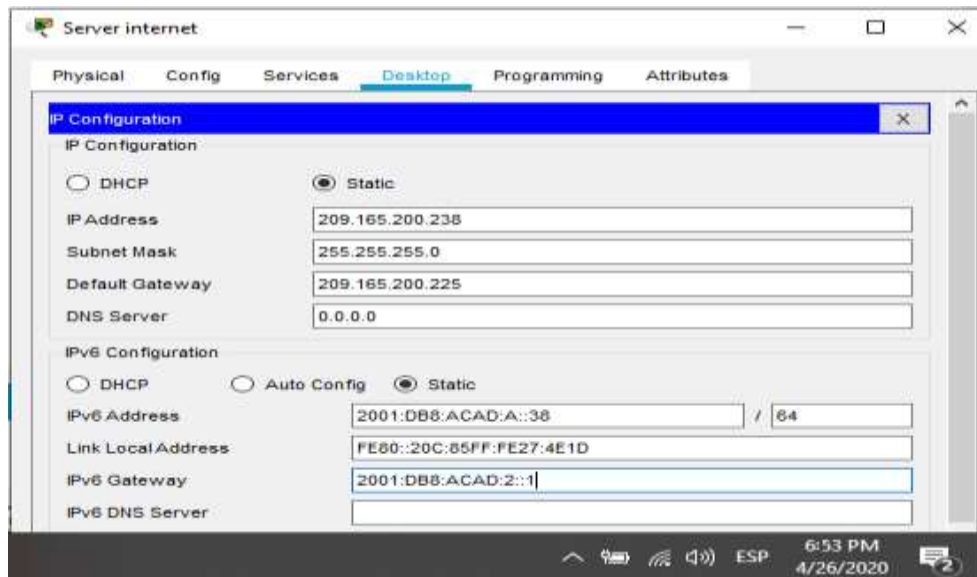 Server internet
Physical Config Services Desktop Programming Attributes
IP Configuration
IP Configuration
DHCP Static
IP Address 209.165.200.238
Subnet Mask 255.255.255.0
Default Gateway 209.165.200.225
DNS Server 0.0.0.0
IPv6 Configuration
DHCP Auto Config Static
IPv6 Address 2001:DB8:ACAD:A::38 / 64
Link Local Address FE80::20C:85FF:FE27:4E1D
IPv6 Gateway 2001:DB8:ACAD:2::1
IPv6 DNS Server
ESP 6:53 PM
4/26/2020 2